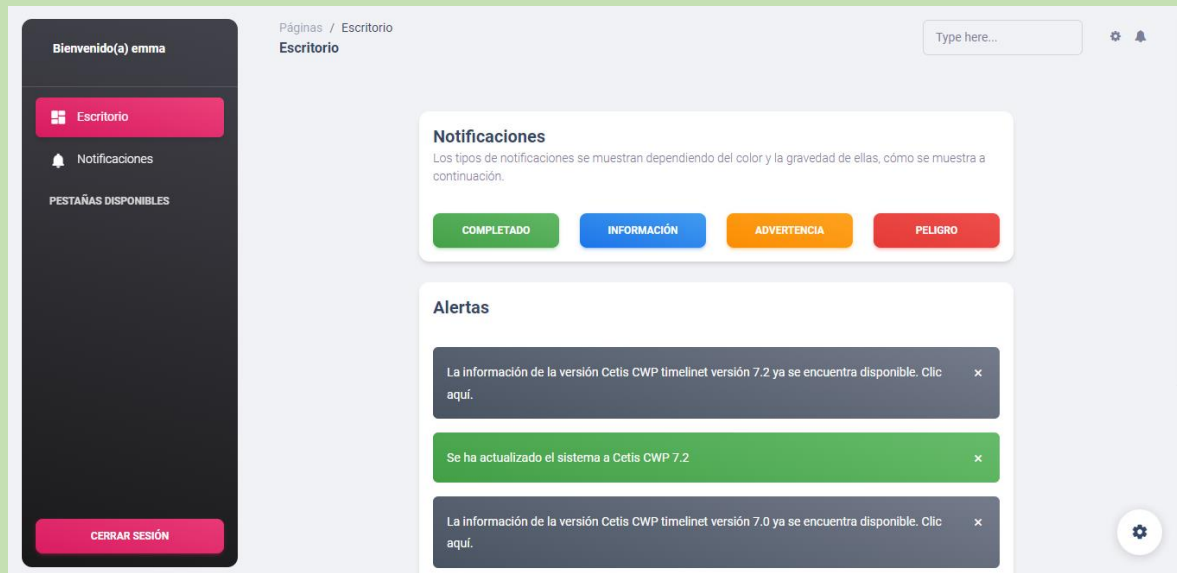 Bienvenido(a) emma
Escritorio
Notificaciones
PESTAÑAS DISPONIBLES
CERRAR SESIÓN
Páginas / Escritorio
Escritorio
Type here...
Notificaciones
Los tipos de notificaciones se muestran dependiendo del color y la gravedad de ellas, cómo se muestra a
continuación.
COMPLETADO
INFORMACIÓN
ADVERTENCIA
PELIGRO
Alertas
La información de la versión Cetis CWP timelinet versión 7.2 ya se encuentra disponible. Clic
aquí.
Se ha actualizado el sistema a Cetis CWP 7.2
La información de la versión Cetis CWP timelinet versión 7.0 ya se encuentra disponible. Clic
aquí.